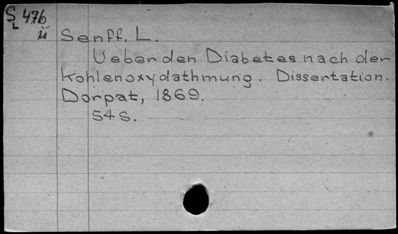 S 476
L
ü Senff. L.
Ueber den Diabetes nach der
Kohlenoxydathmung. Dissertation.
Dorpat, 1869.
54 S.